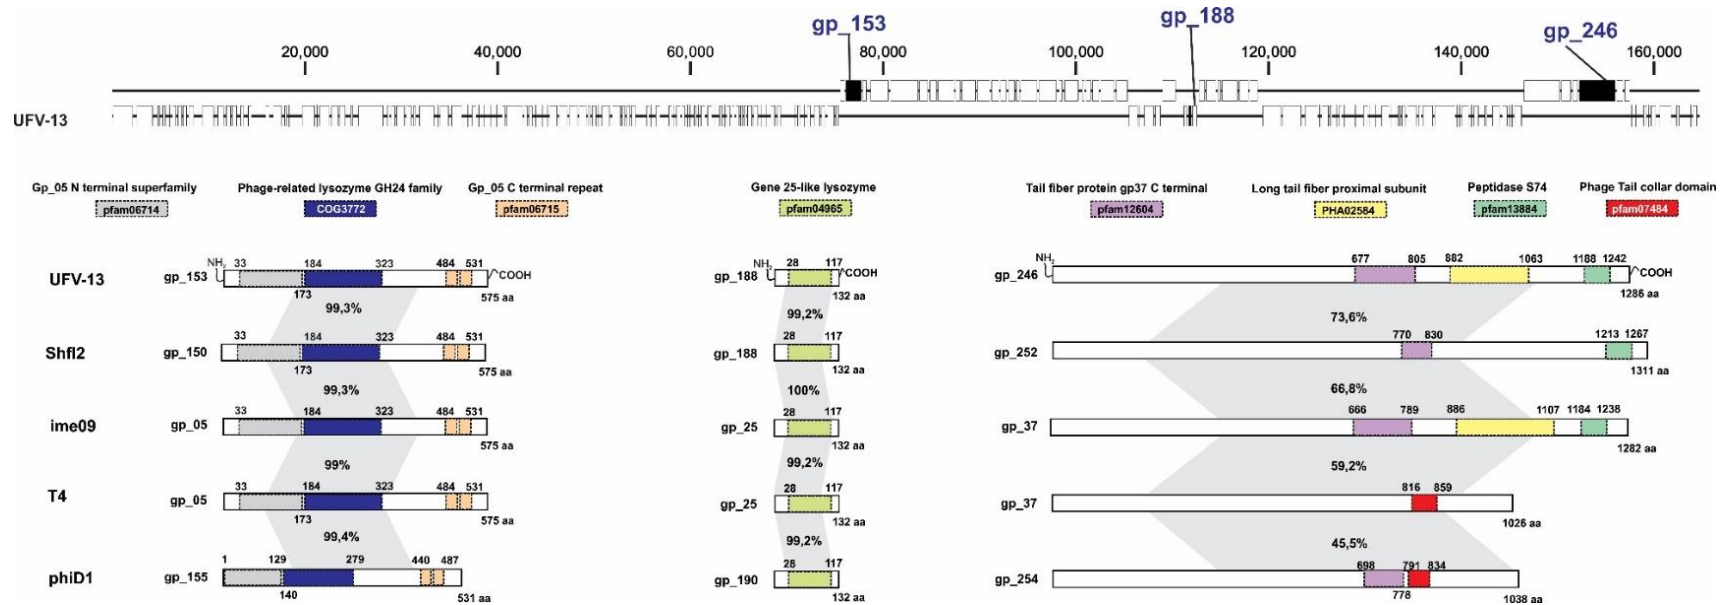 gp_153 gp_188 gp_246
20,000 40,000 60,000 80,000 100,000 120,000 140,000 160,000
UFV-13
Gp_05 N terminal superfamily Phage-related lysozyme GH24 family Gp_05 C terminal repeat Gene 25-like lysozyme Tail fiber protein gp37 C terminal Long tail fiber proximal subunit Peptidase S74 Phage Tail collar domain
pfam06714 COG3772 pfam06715 pfam04965 pfam12604 PHA02584 pfam13884 pfam07484
NH2 33 184 323 484 531 NH2 28 117 NH2 677 805 882 1063 1188 1242
UFV-13 gp_153 COOH gp_188 COOH gp_246 COOH
173 575 aa 132 aa 1286 aa
99,3% 99,2% 73,6%
33 184 323 484 531 28 117 770 830 1213 1267
Shfl2 gp_150 gp_188 gp_252
173 575 aa 132 aa 1311 aa
99,3% 100% 66,8%
33 184 323 484 531 28 117 666 789 886 1107 1184 1238
ime09 gp_05 gp_25 gp_37
575 aa 132 aa 1282 aa
99% 99,2% 59,2%
33 184 323 484 531 28 117 816 859
T4 gp_05 gp_25 gp_37
173 575 aa 132 aa 1026 aa
99,4% 99,2% 45,5%
1 129 279 440 487 28 117 698 791 834
phiD1 gp_155 gp_190 gp_254
140 531 aa 132 aa 778 1038 aa